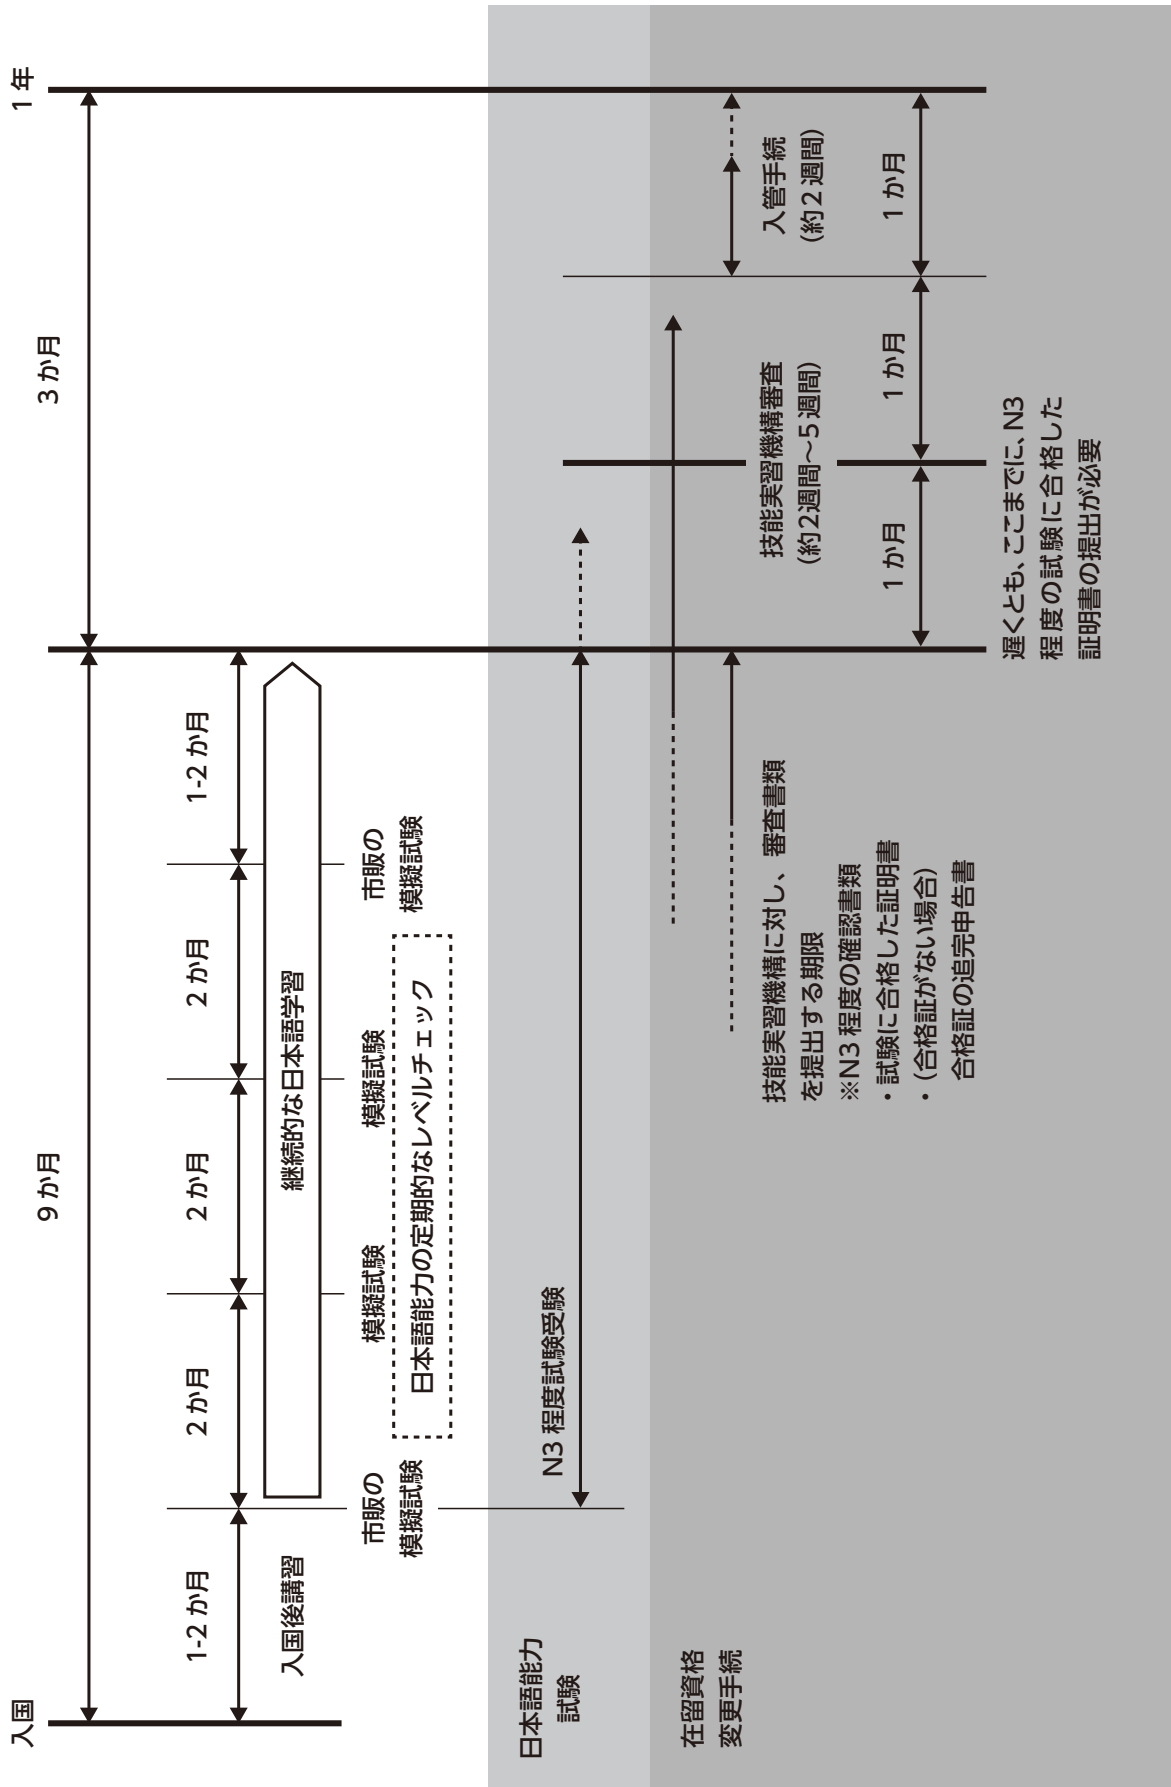 入国
1 年
9 か月
3 か月
1-2 か月
2 か月
2 か月
2 か月
1-2 か月
入国後講習
継続的な日本語学習
市販の
模擬試験
模擬試験
模擬試験
市販の
模擬試験
日本語能力の定期的なレベルチェック
日本語能力
試験
N3 程度試験受験
在留資格
変更手続
技能実習機構に対し、審査書類
を提出する期限
※N3 程度の確認書類
・試験に合格した証明書
・(合格証がない場合)
合格証の追完申告書
技能実習機構審査
(約2週間~5週間)
入管手続
(約2週間)
1 か月
1 か月
1 か月
遅くとも、ここまでに、N3
程度の試験に合格した
証明書の提出が必要